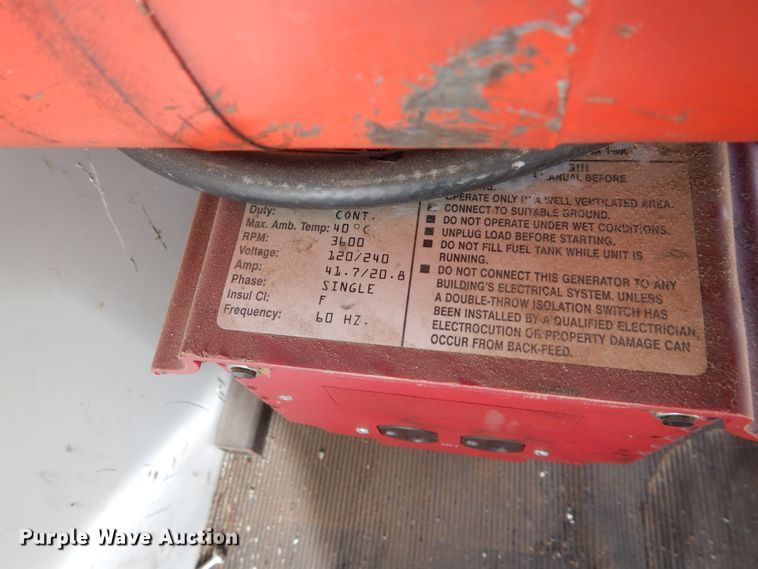 G!!!
MANUAL BEFORE
OPERATE ONLY IN A WELL VENTILATED AREA.
CONNECT TO SUITABLE GROUND.
DO NOT OPERATE UNDER WET CONDITIONS.
UNPLUG LOAD BEFORE STARTING.
DO NOT FILL FUEL TANK WHILE UNIT IS
RUNNING.
DO NOT CONNECT THIS GENERATOR TO ANY
BUILDING'S ELECTRICAL SYSTEM, UNLESS
A DOUBLE-THROW ISOLATION SWITCH HAS
BEEN INSTALLED BY A QUALIFIED ELECTRICIAN,
ELECTROCUTION OR PROPERTY DAMAGE CAN
OCCUR FROM BACK-FEED.
Duty: CONT.
Max. Amb. Temp: 40°C
RPM: 3600
Voltage: 120/240
Amp: 41.7/20.8
Phase: SINGLE
Insul Cl: F
Frequency: 60 HZ.
Purple Wave Auction